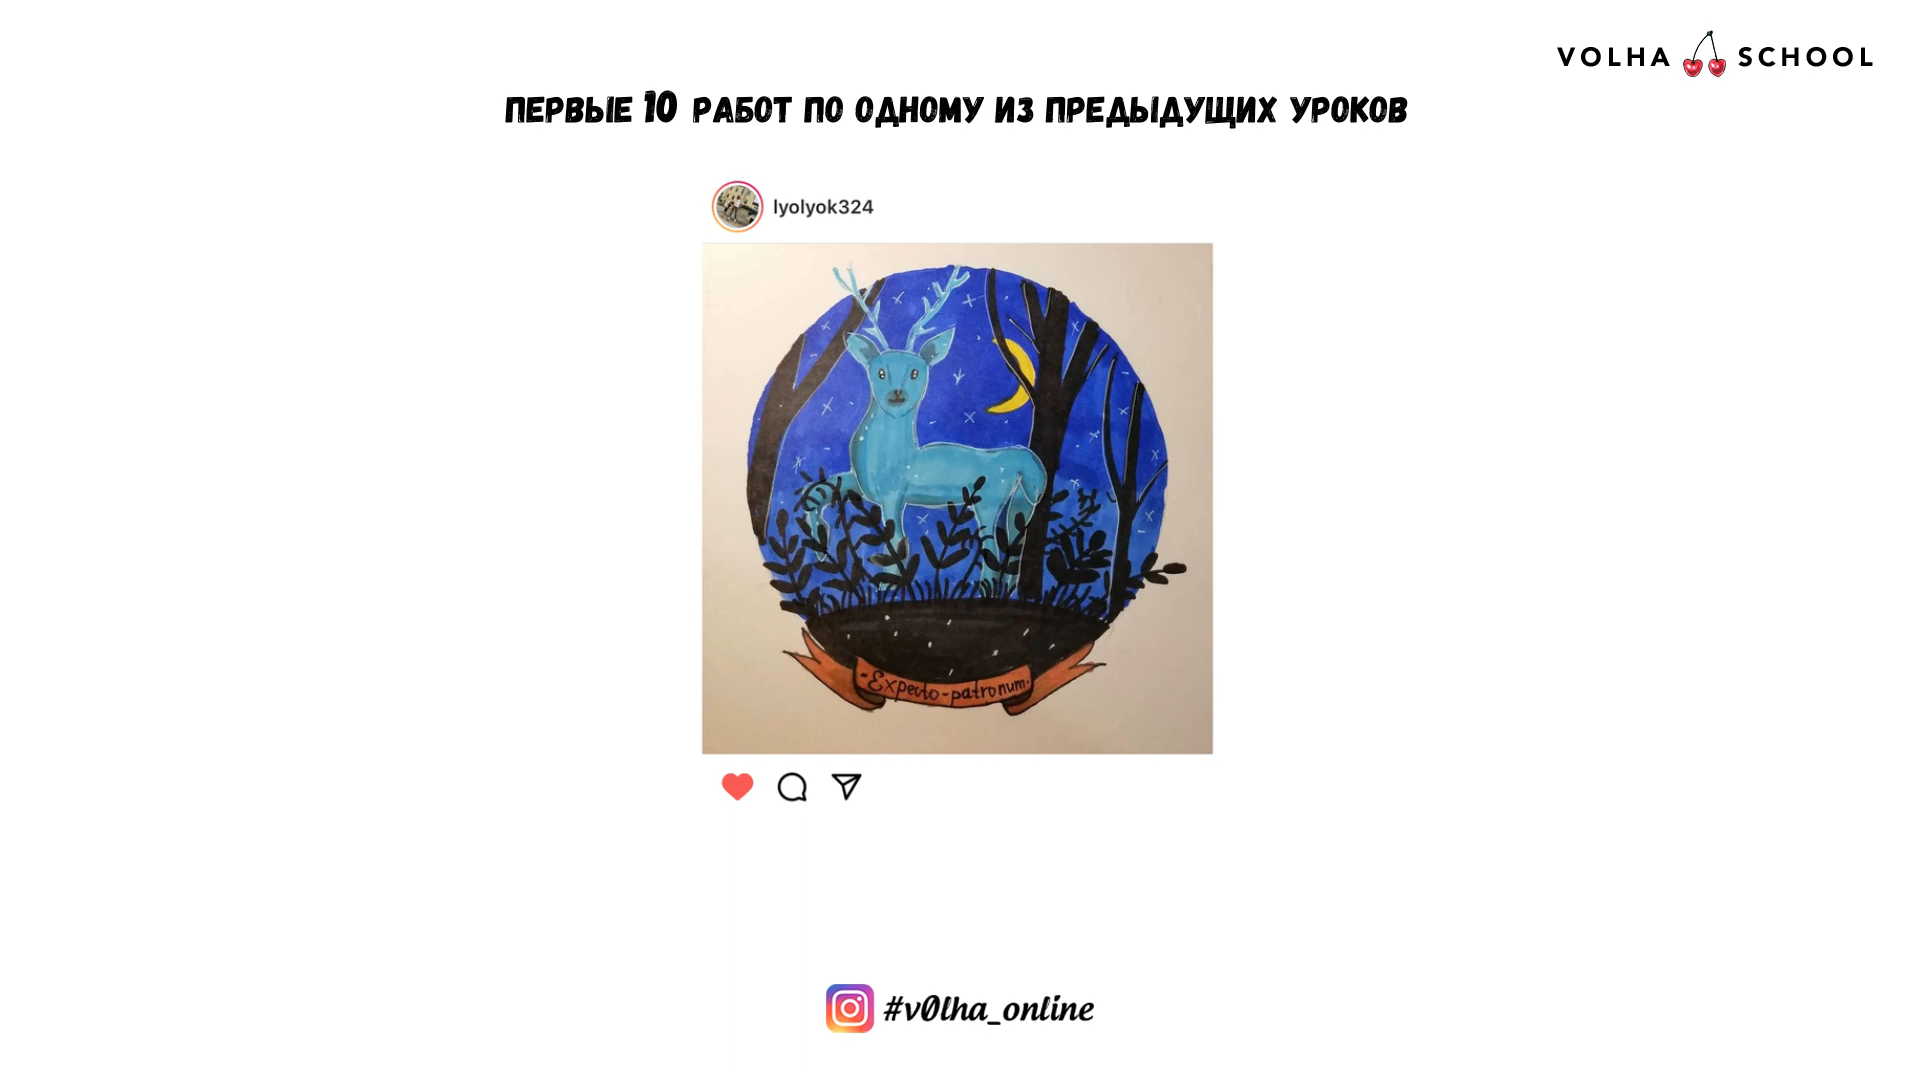 VOLHA SCHOOL
ПЕРВЫЕ 10 РАБОТ ПО ОДНОМУ ИЗ ПРЕДЫДУЩИХ УРОКОВ
lyolyok324
·Expecto-patronum·
#v0lha_online